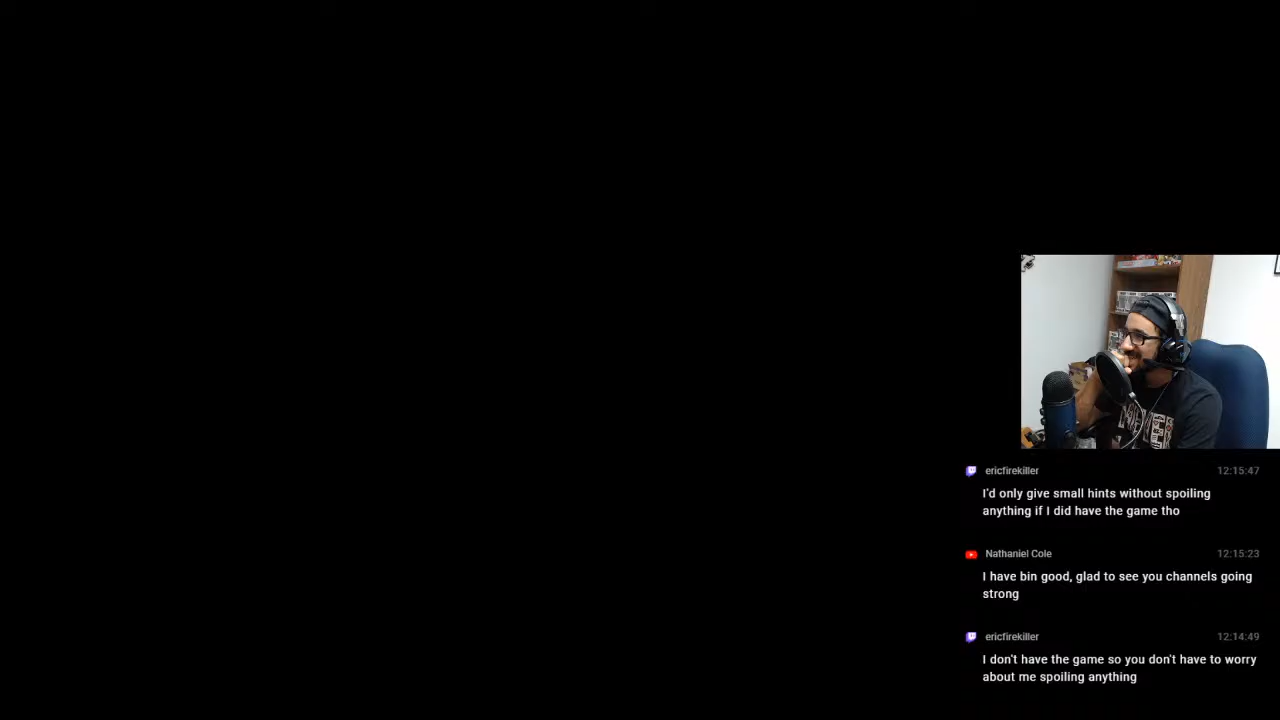 ericfirekiller 12:15:47
I'd only give small hints without spoiling
anything if I did have the game tho
Nathaniel Cole 12:15:23
I have bin good, glad to see you channels going
strong
ericfirekiller 12:14:49
I don't have the game so you don't have to worry
about me spoiling anything